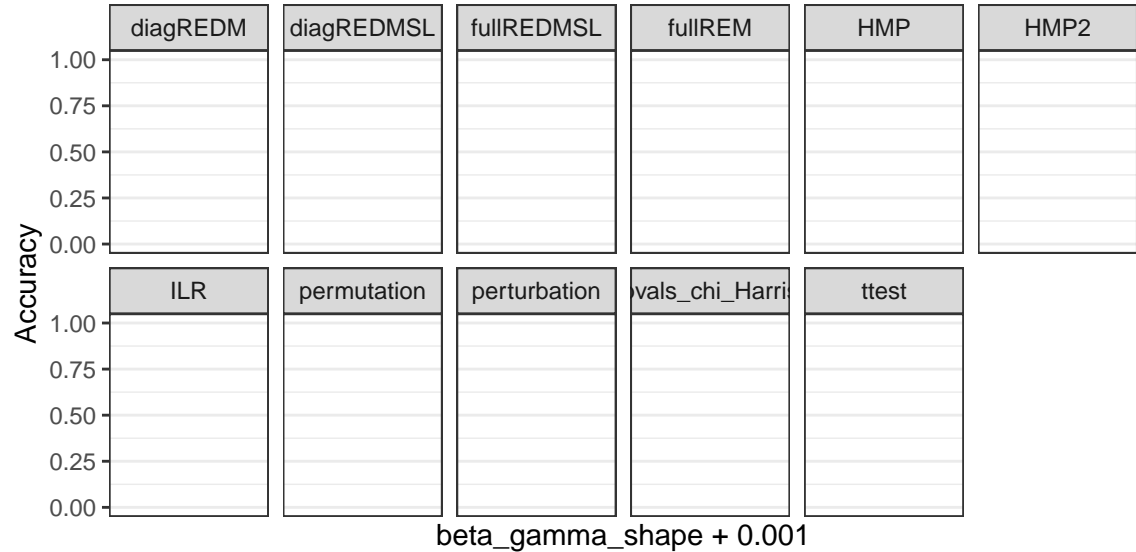 diagREDM diagREDMSL fullREDMSL fullREM HMP HMP2
1.00
0.75
0.50
0.25
0.00
Accuracy
ILR permutation perturbation vals_chi_Harris ttest
1.00
0.75
0.50
0.25
0.00
beta_gamma_shape + 0.001